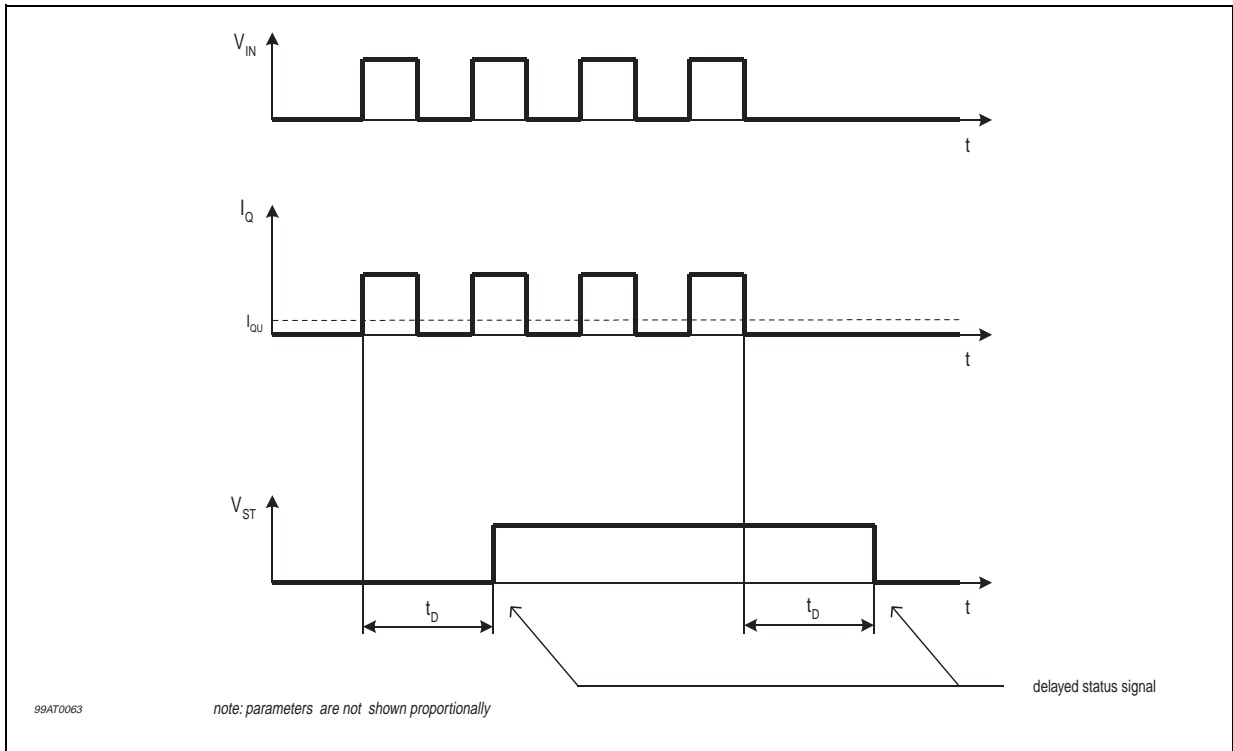 V_IN
t
I_Q
I_QU
t
V_ST
t_D
t_D
t
delayed status signal
99AT0063
note: parameters are not shown proportionally